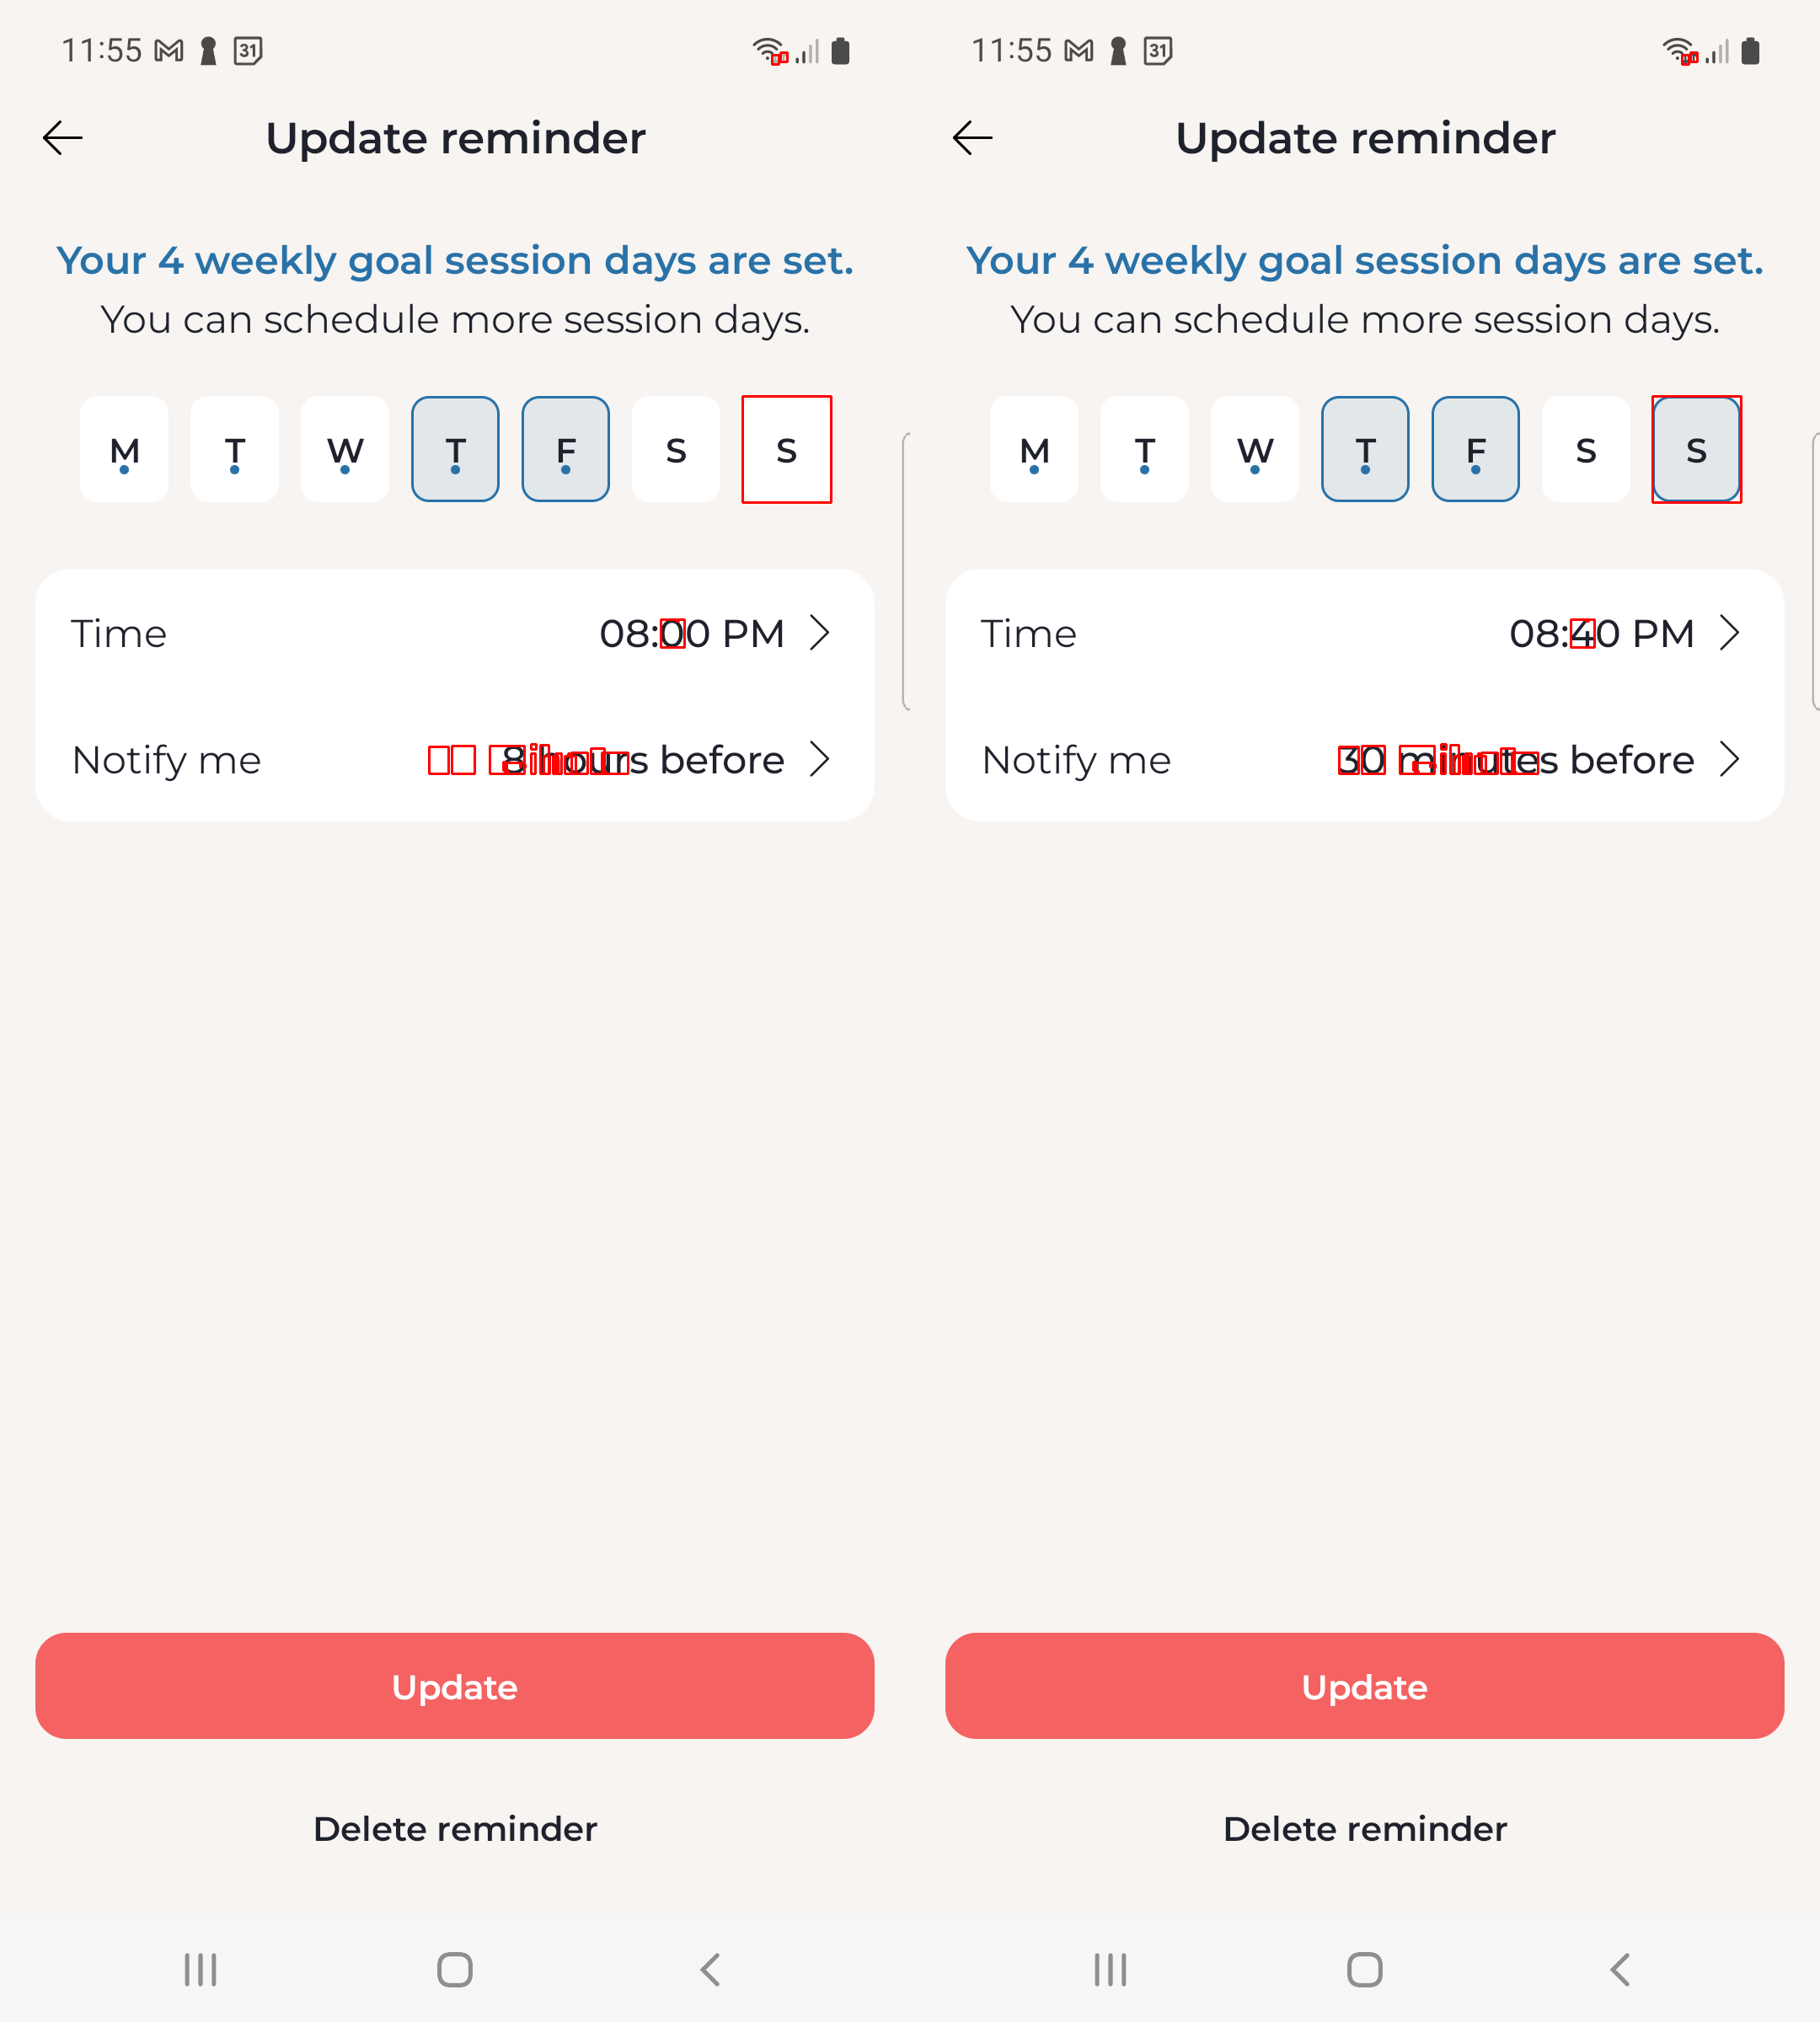 11:55 31
Update reminder
Your 4 weekly goal session days are set.
You can schedule more session days.
M T W T F S S
Time 08:00 PM
Notify me 8 hours before
Update
Delete reminder
11:55 31
Update reminder
Your 4 weekly goal session days are set.
You can schedule more session days.
M T W T F S S
Time 08:40 PM
Notify me 30 minutes before
Update
Delete reminder